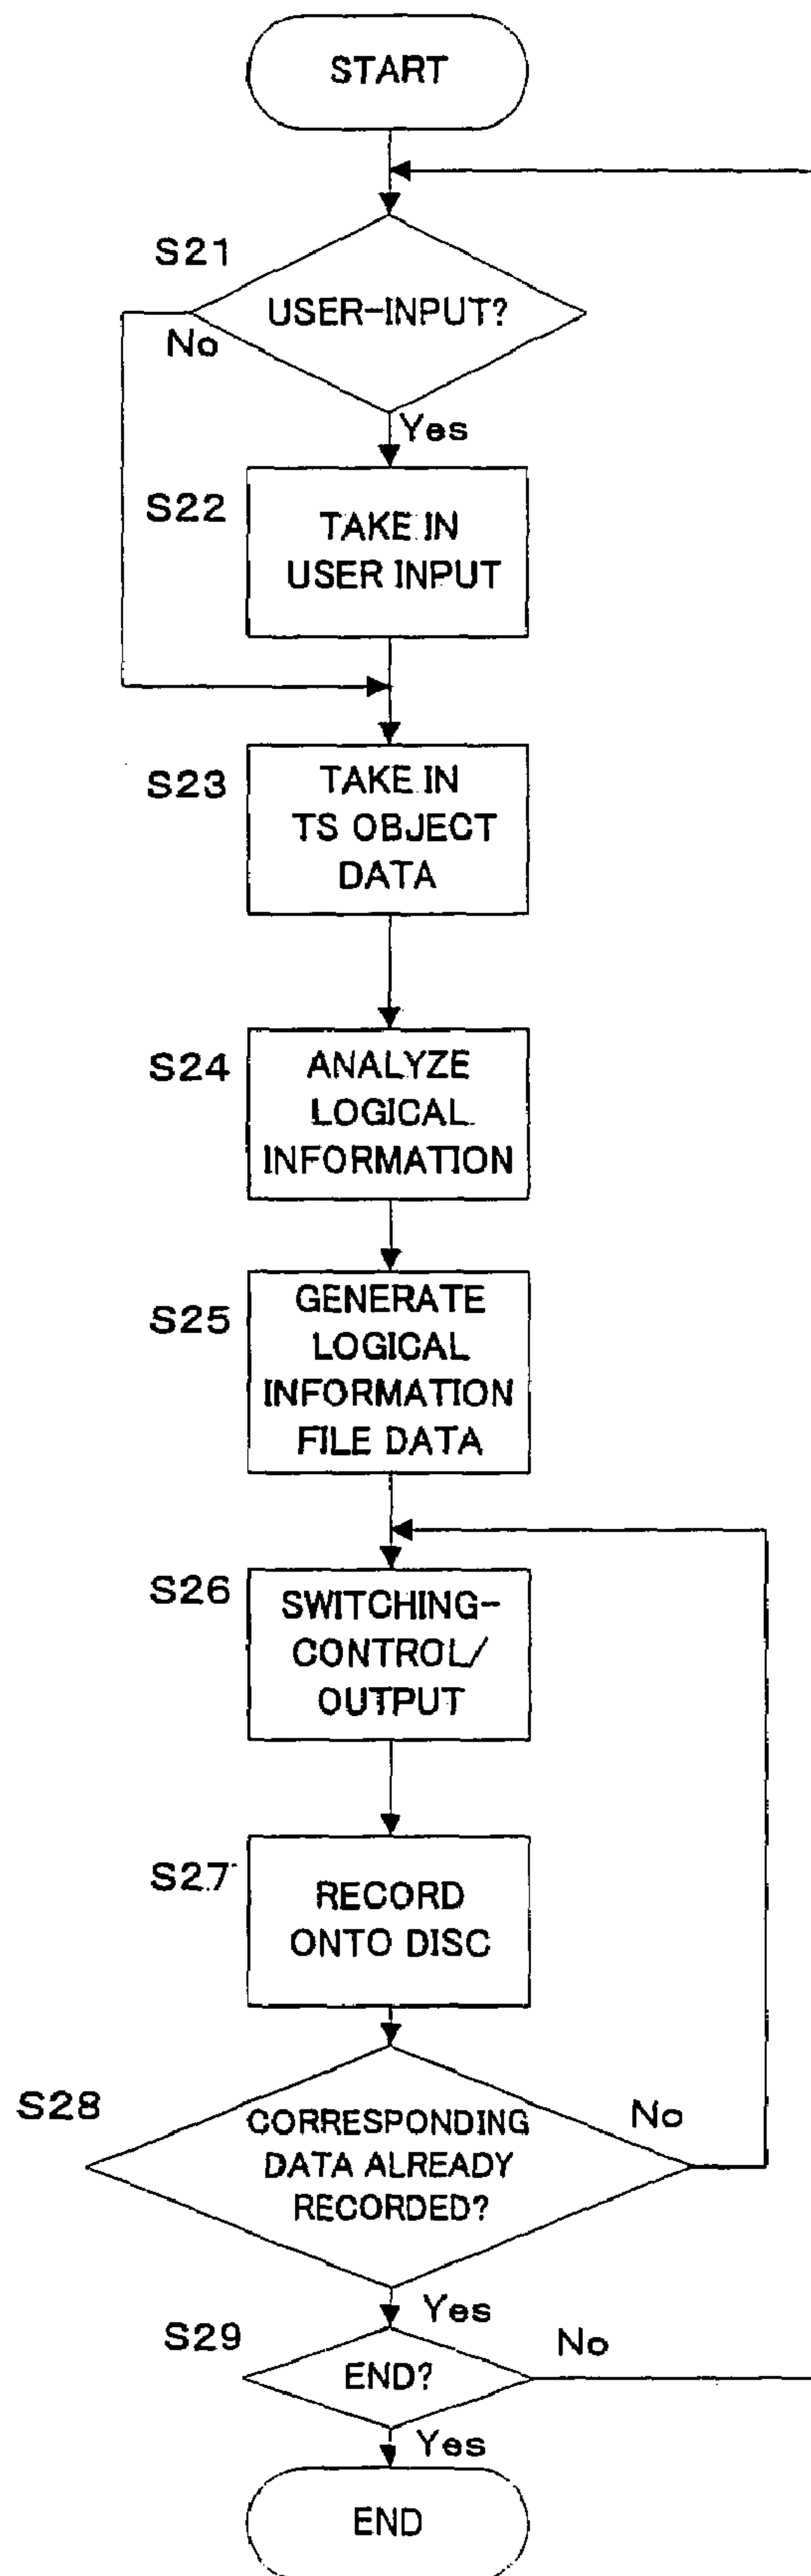 START
S21
USER-INPUT?
No
Yes
S22
TAKE IN
USER INPUT
S23
TAKE IN
TS OBJECT
DATA
S24
ANALYZE
LOGICAL
INFORMATION
S25
GENERATE
LOGICAL
INFORMATION
FILE DATA
S26
SWITCHING-
CONTROL/
OUTPUT
S27
RECORD
ONTO DISC
S28
CORRESPONDING
DATA ALREADY
RECORDED?
No
Yes
S29
END?
No
Yes
END